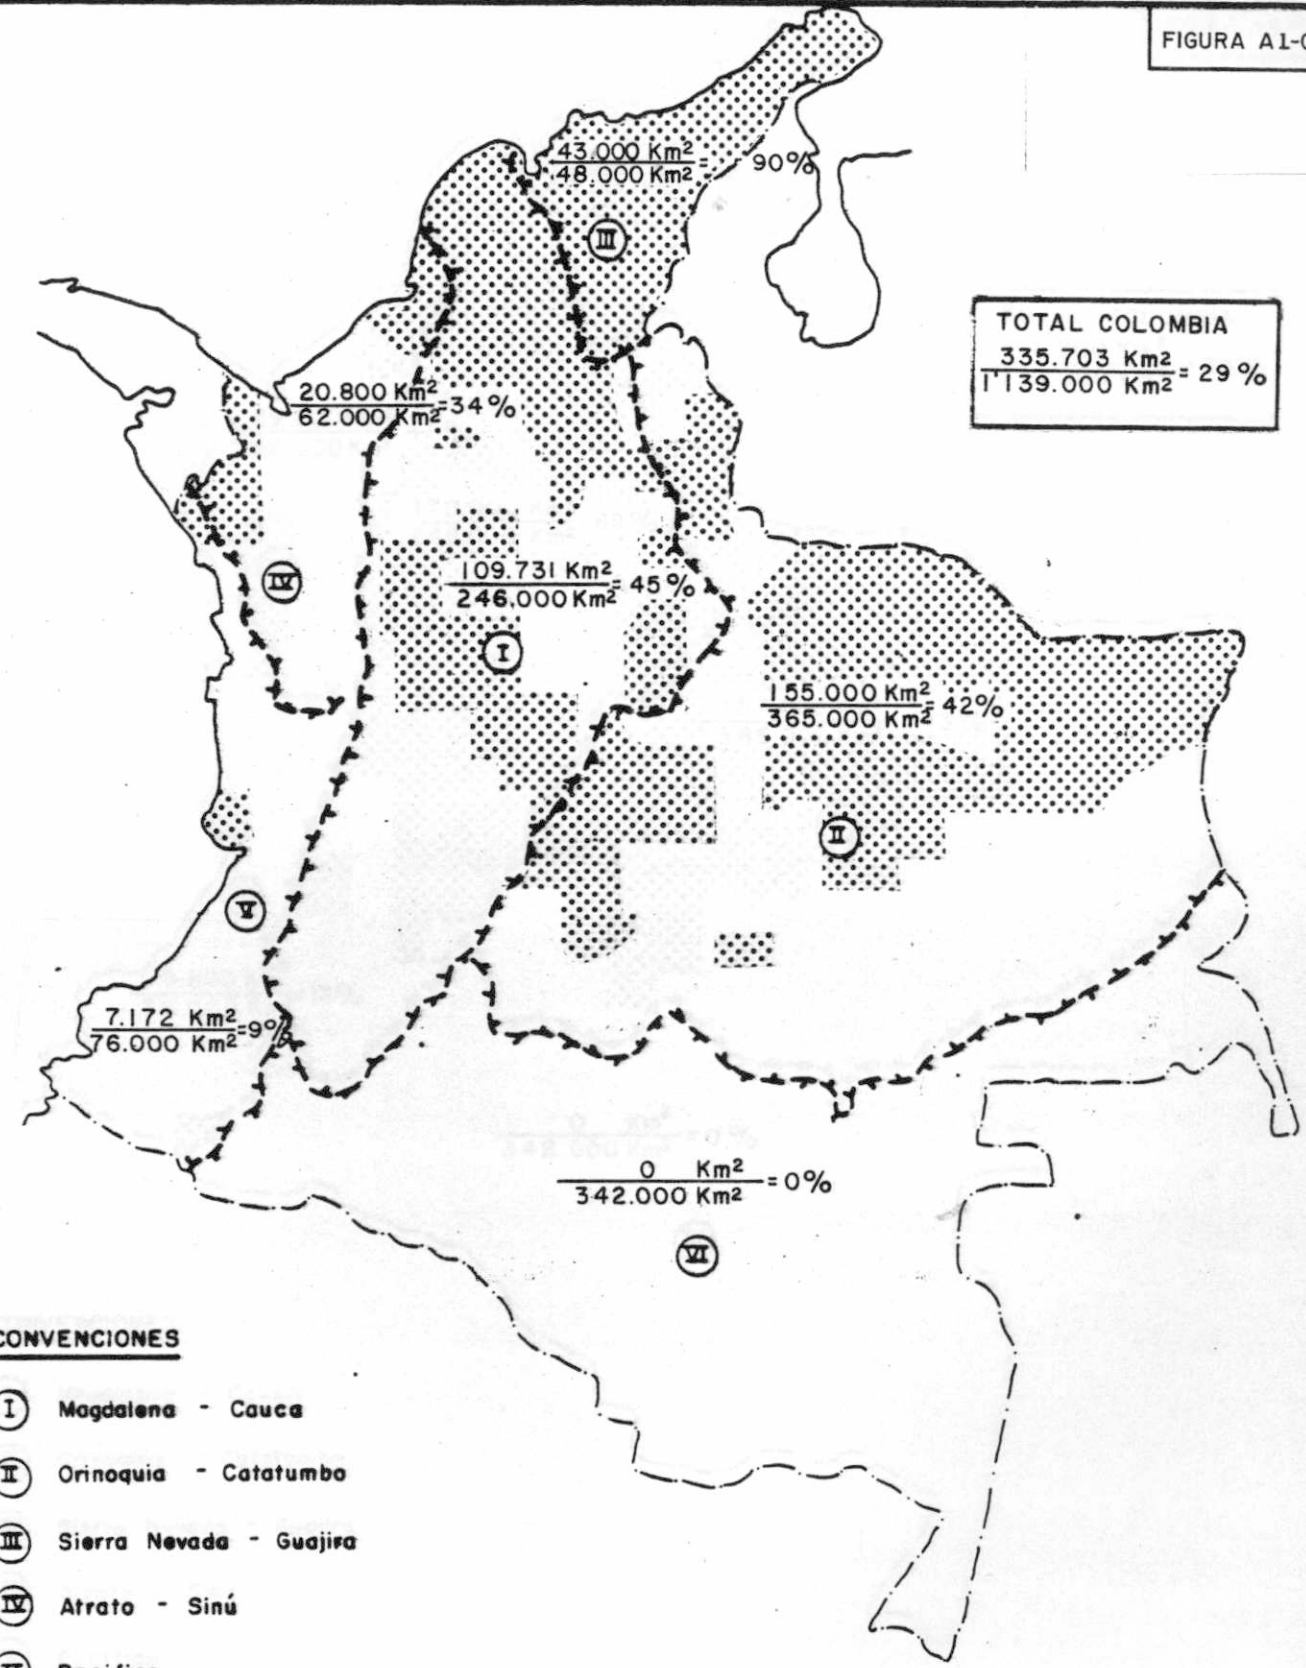 FIGURA A1-
43.000 Km²
48.000 Km² = 90%
III
TOTAL COLOMBIA
335.703 Km²
1'139.000 Km² = 29%
20.800 Km²
62.000 Km² = 34%
IV
109.731 Km²
246.000 Km² = 45%
I
155.000 Km²
365.000 Km² = 42%
II
V
7.172 Km²
76.000 Km² = 9%
0 Km²
342.000 Km² = 0%
VI
CONVENCIONES
I Magdalena - Cauca
II Orinoquia - Catatumbo
III Sierra Nevada - Guajira
IV Atrato - Sinú